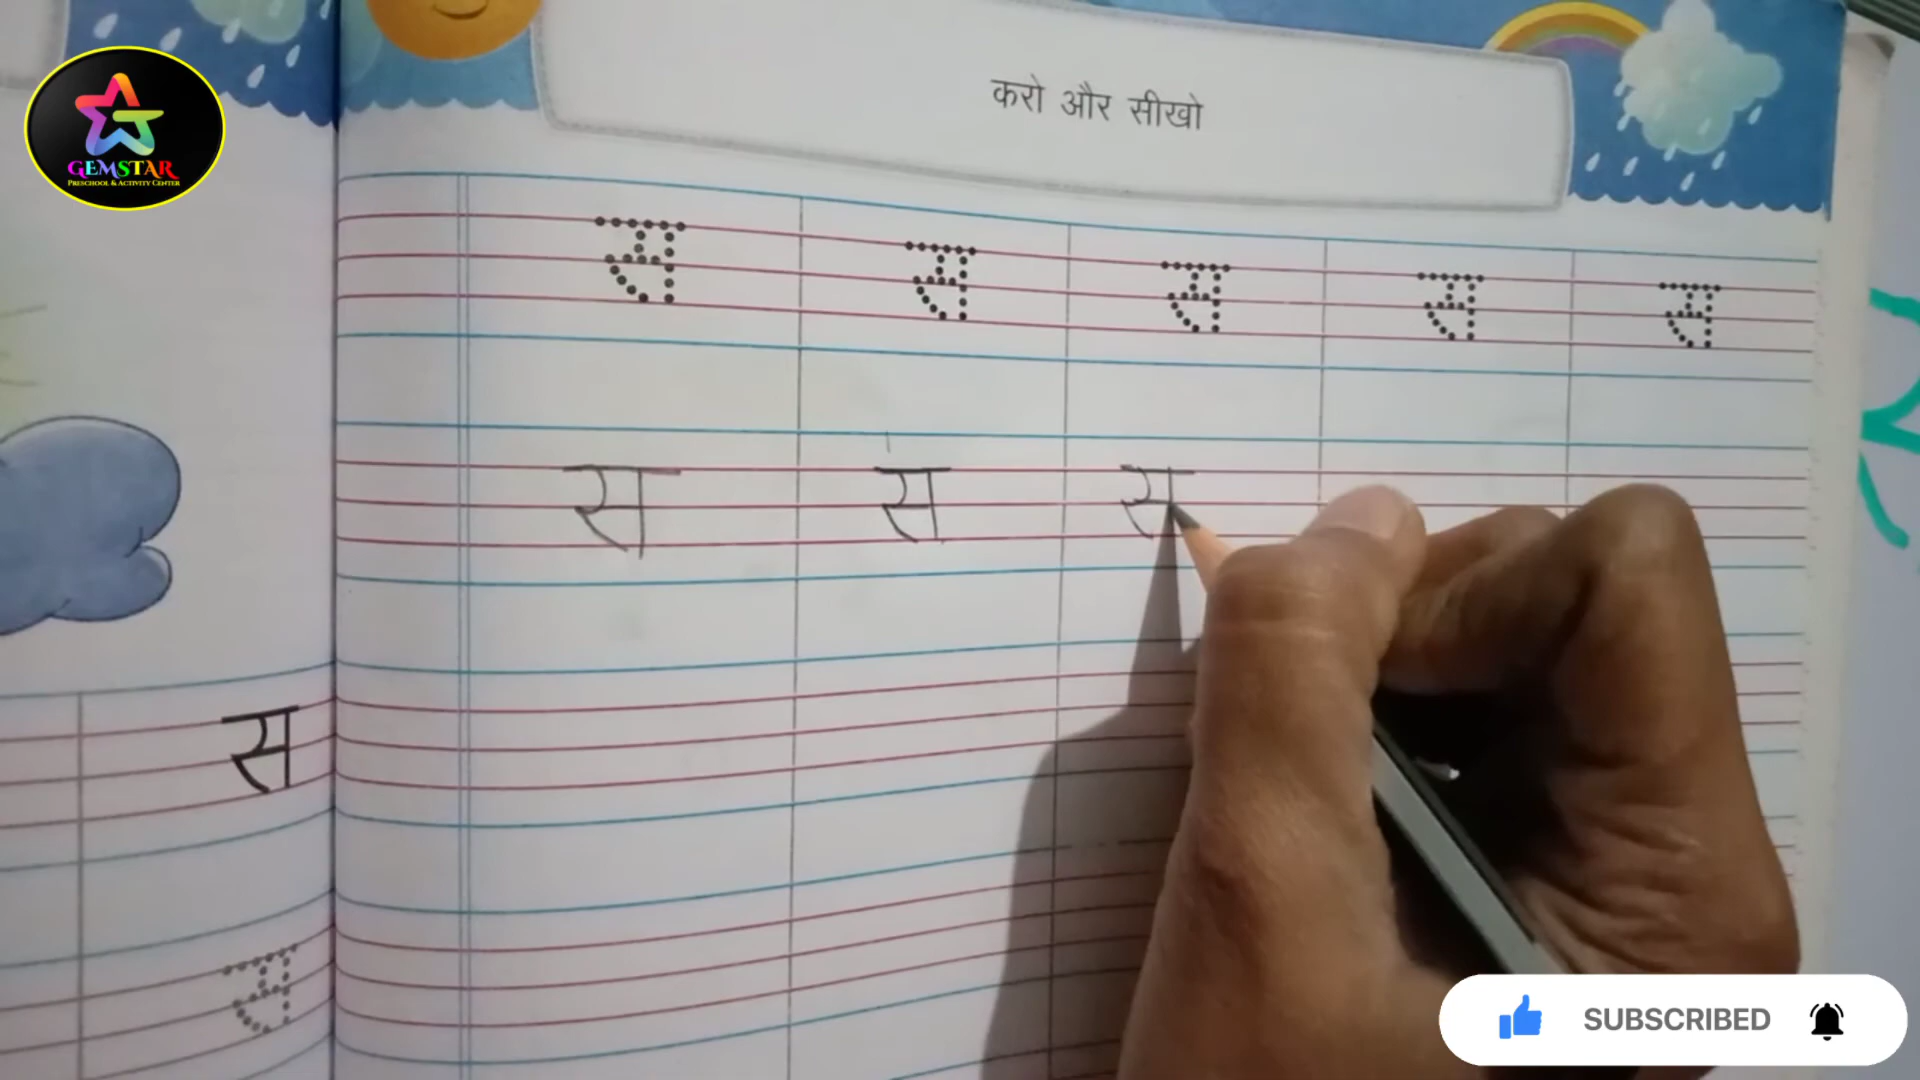 GEMSTAR
PRESCHOOL & ACTIVITY CENTER
करो और सीखो
स स स स स
स स स
स
स
SUBSCRIBED